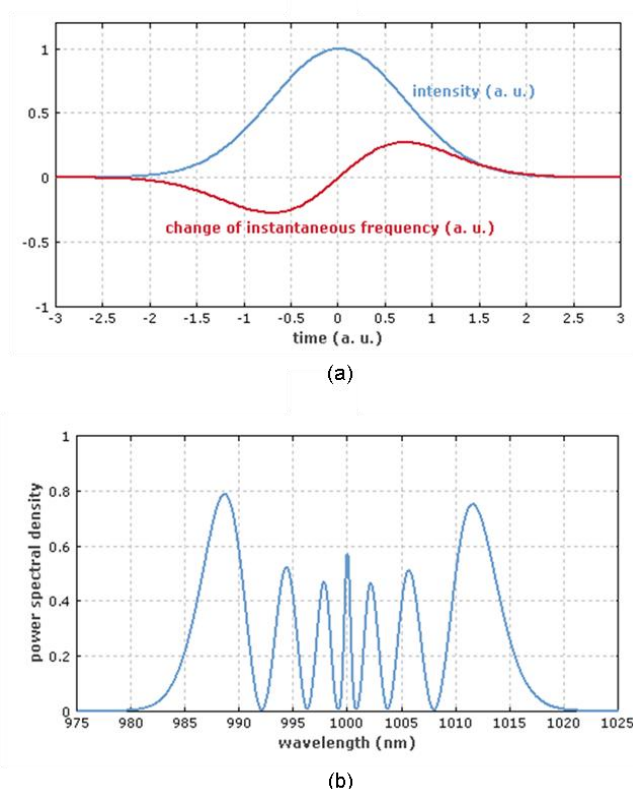 1
intensity (a. u.)
0.5
0
change of instantaneous frequency (a. u.)
-0.5
-1
-3 -2.5 -2 -1.5 -1 -0.5 0 0.5 1 1.5 2 2.5 3
time (a. u.)
(a)
1
0.8
0.6
power spectral density
0.4
0.2
0
975 980 985 990 995 1000 1005 1010 1015 1020 1025
wavelength (nm)
(b)